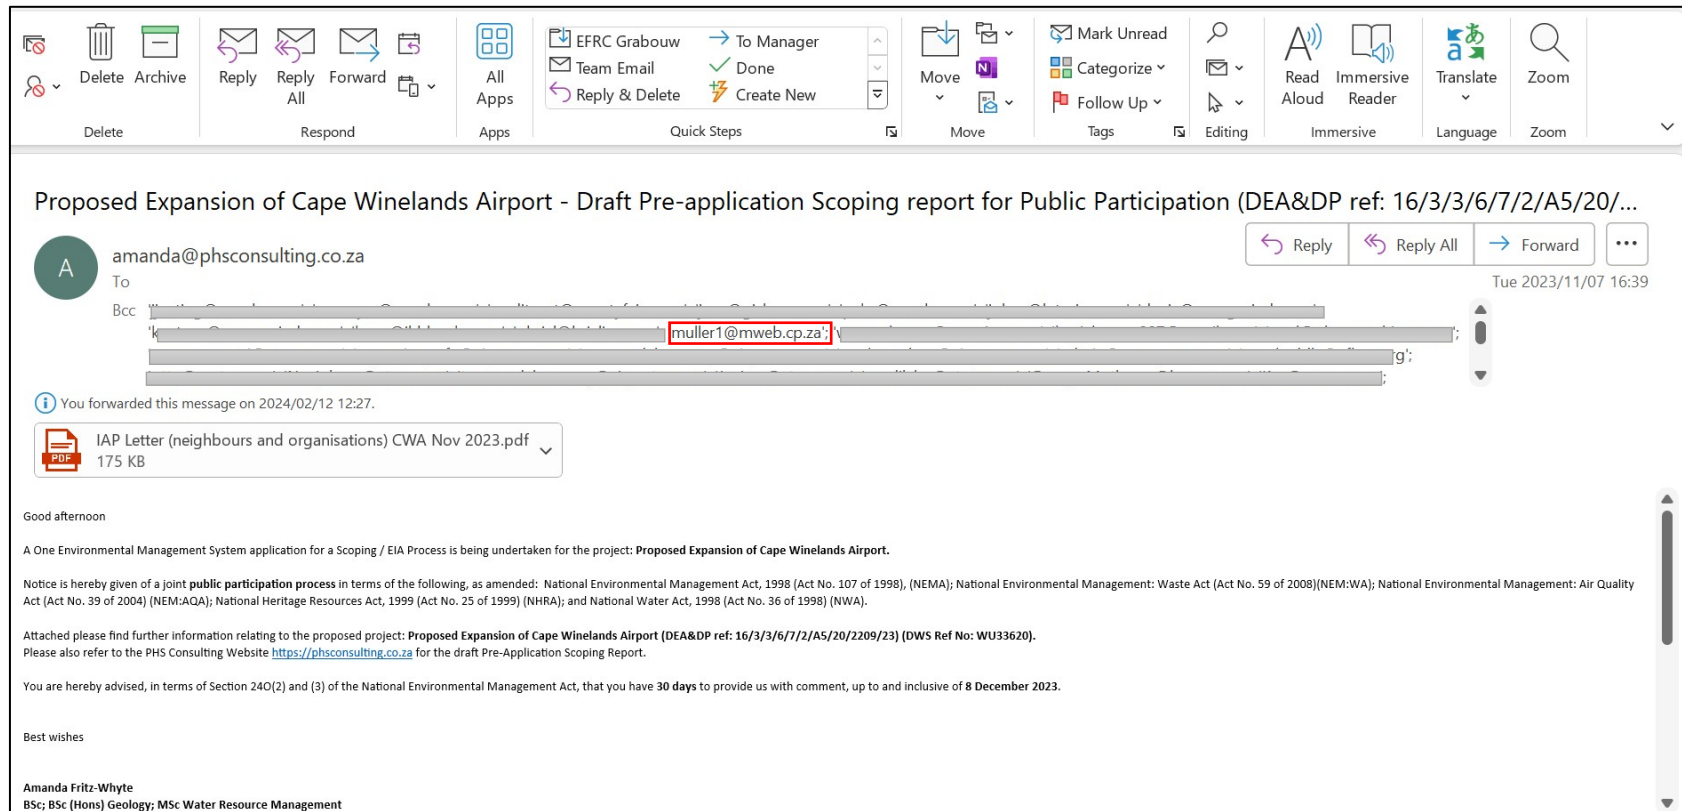 Delete
Archive
Reply
Reply All
Forward
All Apps
EFRC Grabouw
To Manager
Team Email
Done
Reply & Delete
Create New
Move
Mark Unread
Categorize
Follow Up
Read Aloud
Immersive Reader
Translate
Zoom
Delete
Respond
Apps
Quick Steps
Move
Tags
Editing
Immersive
Language
Zoom
Proposed Expansion of Cape Winelands Airport - Draft Pre-application Scoping report for Public Participation (DEA&DP ref: 16/3/3/6/7/2/A5/20/...
A
amanda@phsconsulting.co.za
Reply
Reply All
Forward
To
Tue 2023/11/07 16:39
Bcc
muller1@mweb.cp.za';
You forwarded this message on 2024/02/12 12:27.
PDF
IAP Letter (neighbours and organisations) CWA Nov 2023.pdf
175 KB
Good afternoon
A One Environmental Management System application for a Scoping / EIA Process is being undertaken for the project: Proposed Expansion of Cape Winelands Airport.
Notice is hereby given of a joint public participation process in terms of the following, as amended: National Environmental Management Act, 1998 (Act No. 107 of 1998), (NEMA); National Environmental Management: Waste Act (Act No. 59 of 2008)(NEM:WA); National Environmental Management: Air Quality
Act (Act No. 39 of 2004) (NEM:AQA); National Heritage Resources Act, 1999 (Act No. 25 of 1999) (NHRA); and National Water Act, 1998 (Act No. 36 of 1998) (NWA).
Attached please find further information relating to the proposed project: Proposed Expansion of Cape Winelands Airport (DEA&DP ref: 16/3/3/6/7/2/A5/20/2209/23) (DWS Ref No: WU33620).
Please also refer to the PHS Consulting Website https://phsconsulting.co.za for the draft Pre-Application Scoping Report.
You are hereby advised, in terms of Section 24O(2) and (3) of the National Environmental Management Act, that you have 30 days to provide us with comment, up to and inclusive of 8 December 2023.
Best wishes
Amanda Fritz-Whyte
BSc; BSc (Hons) Geology; MSc Water Resource Management